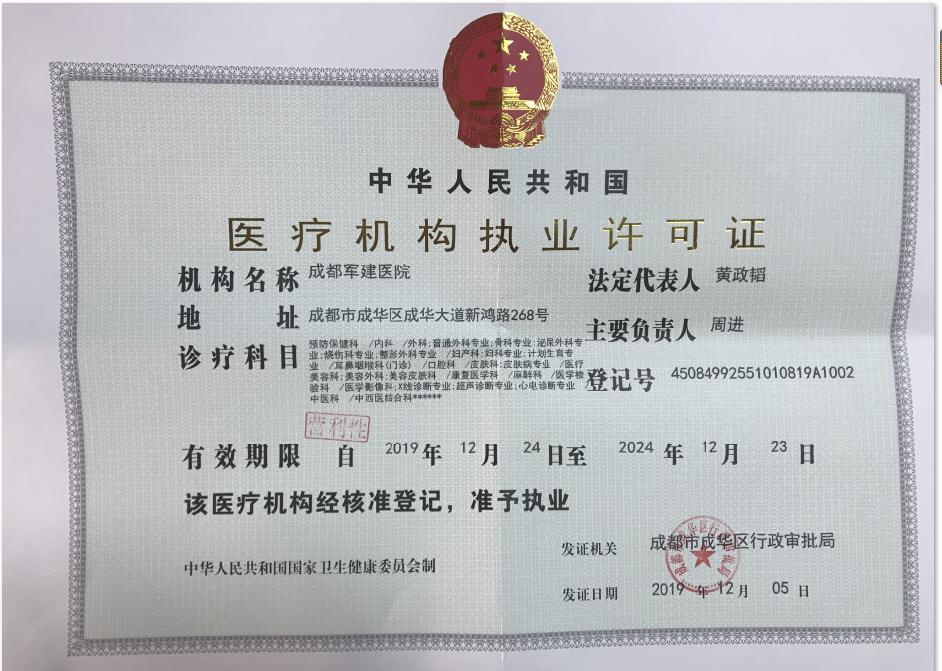 中华人民共和国
医疗机构执业许可证
机构名称 成都军建医院
法定代表人 黄政韬
地址 成都市成华区成华大道新鸿路268号
主要负责人 周进
诊疗科目 预防保健科 /内科 /外科;普通外科专业;骨科专业;泌尿外科专
业;烧伤科专业;整形外科专业 /妇产科;妇科专业;计划生育专
业 /耳鼻咽喉科(门诊) /口腔科 /皮肤科;皮肤病专业 /医疗
美容科;美容外科;美容皮肤科 /康复医学科 /麻醉科 /医学检
验科 /医学影像科;X线诊断专业;超声诊断专业;心电诊断专业
中医科 /中西医结合科******
登记号 45084992551010819A1002
营利性
有效期限 自 2019 年 12 月 24 日至 2024 年 12 月 23 日
该医疗机构经核准登记，准予执业
中华人民共和国国家卫生健康委员会制
发证机关 成都市成华区行政审批局
发证日期 2019 年 12 月 05 日